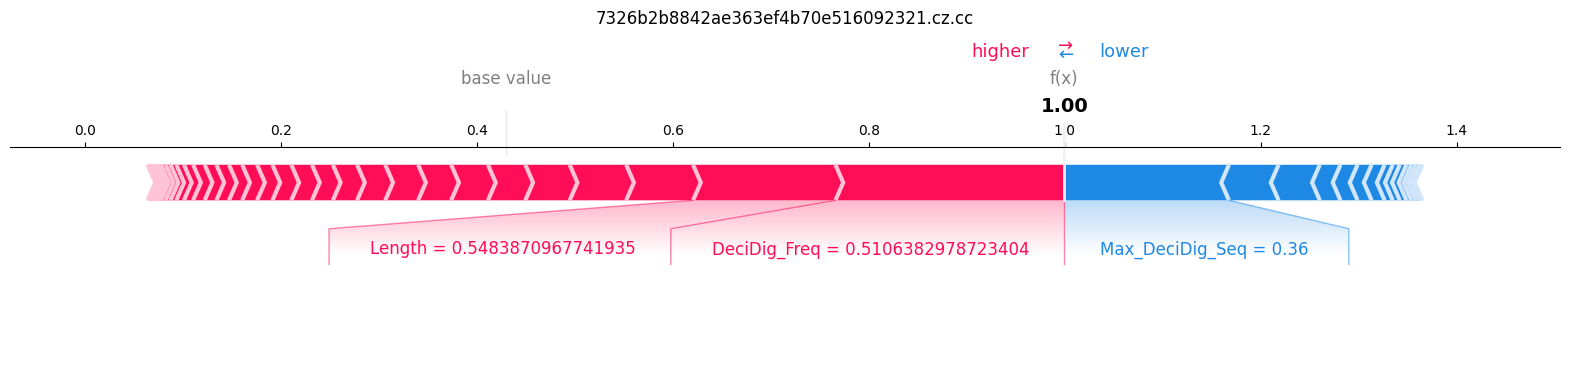 7326b2b8842ae363ef4b70e516092321.cz.cc
higher ⇄ lower
base value f(x)
1.00
0.0 0.2 0.4 0.6 0.8 1.0 1.2 1.4
Length = 0.5483870967741935 DeciDig_Freq = 0.5106382978723404 Max_DeciDig_Seq = 0.36